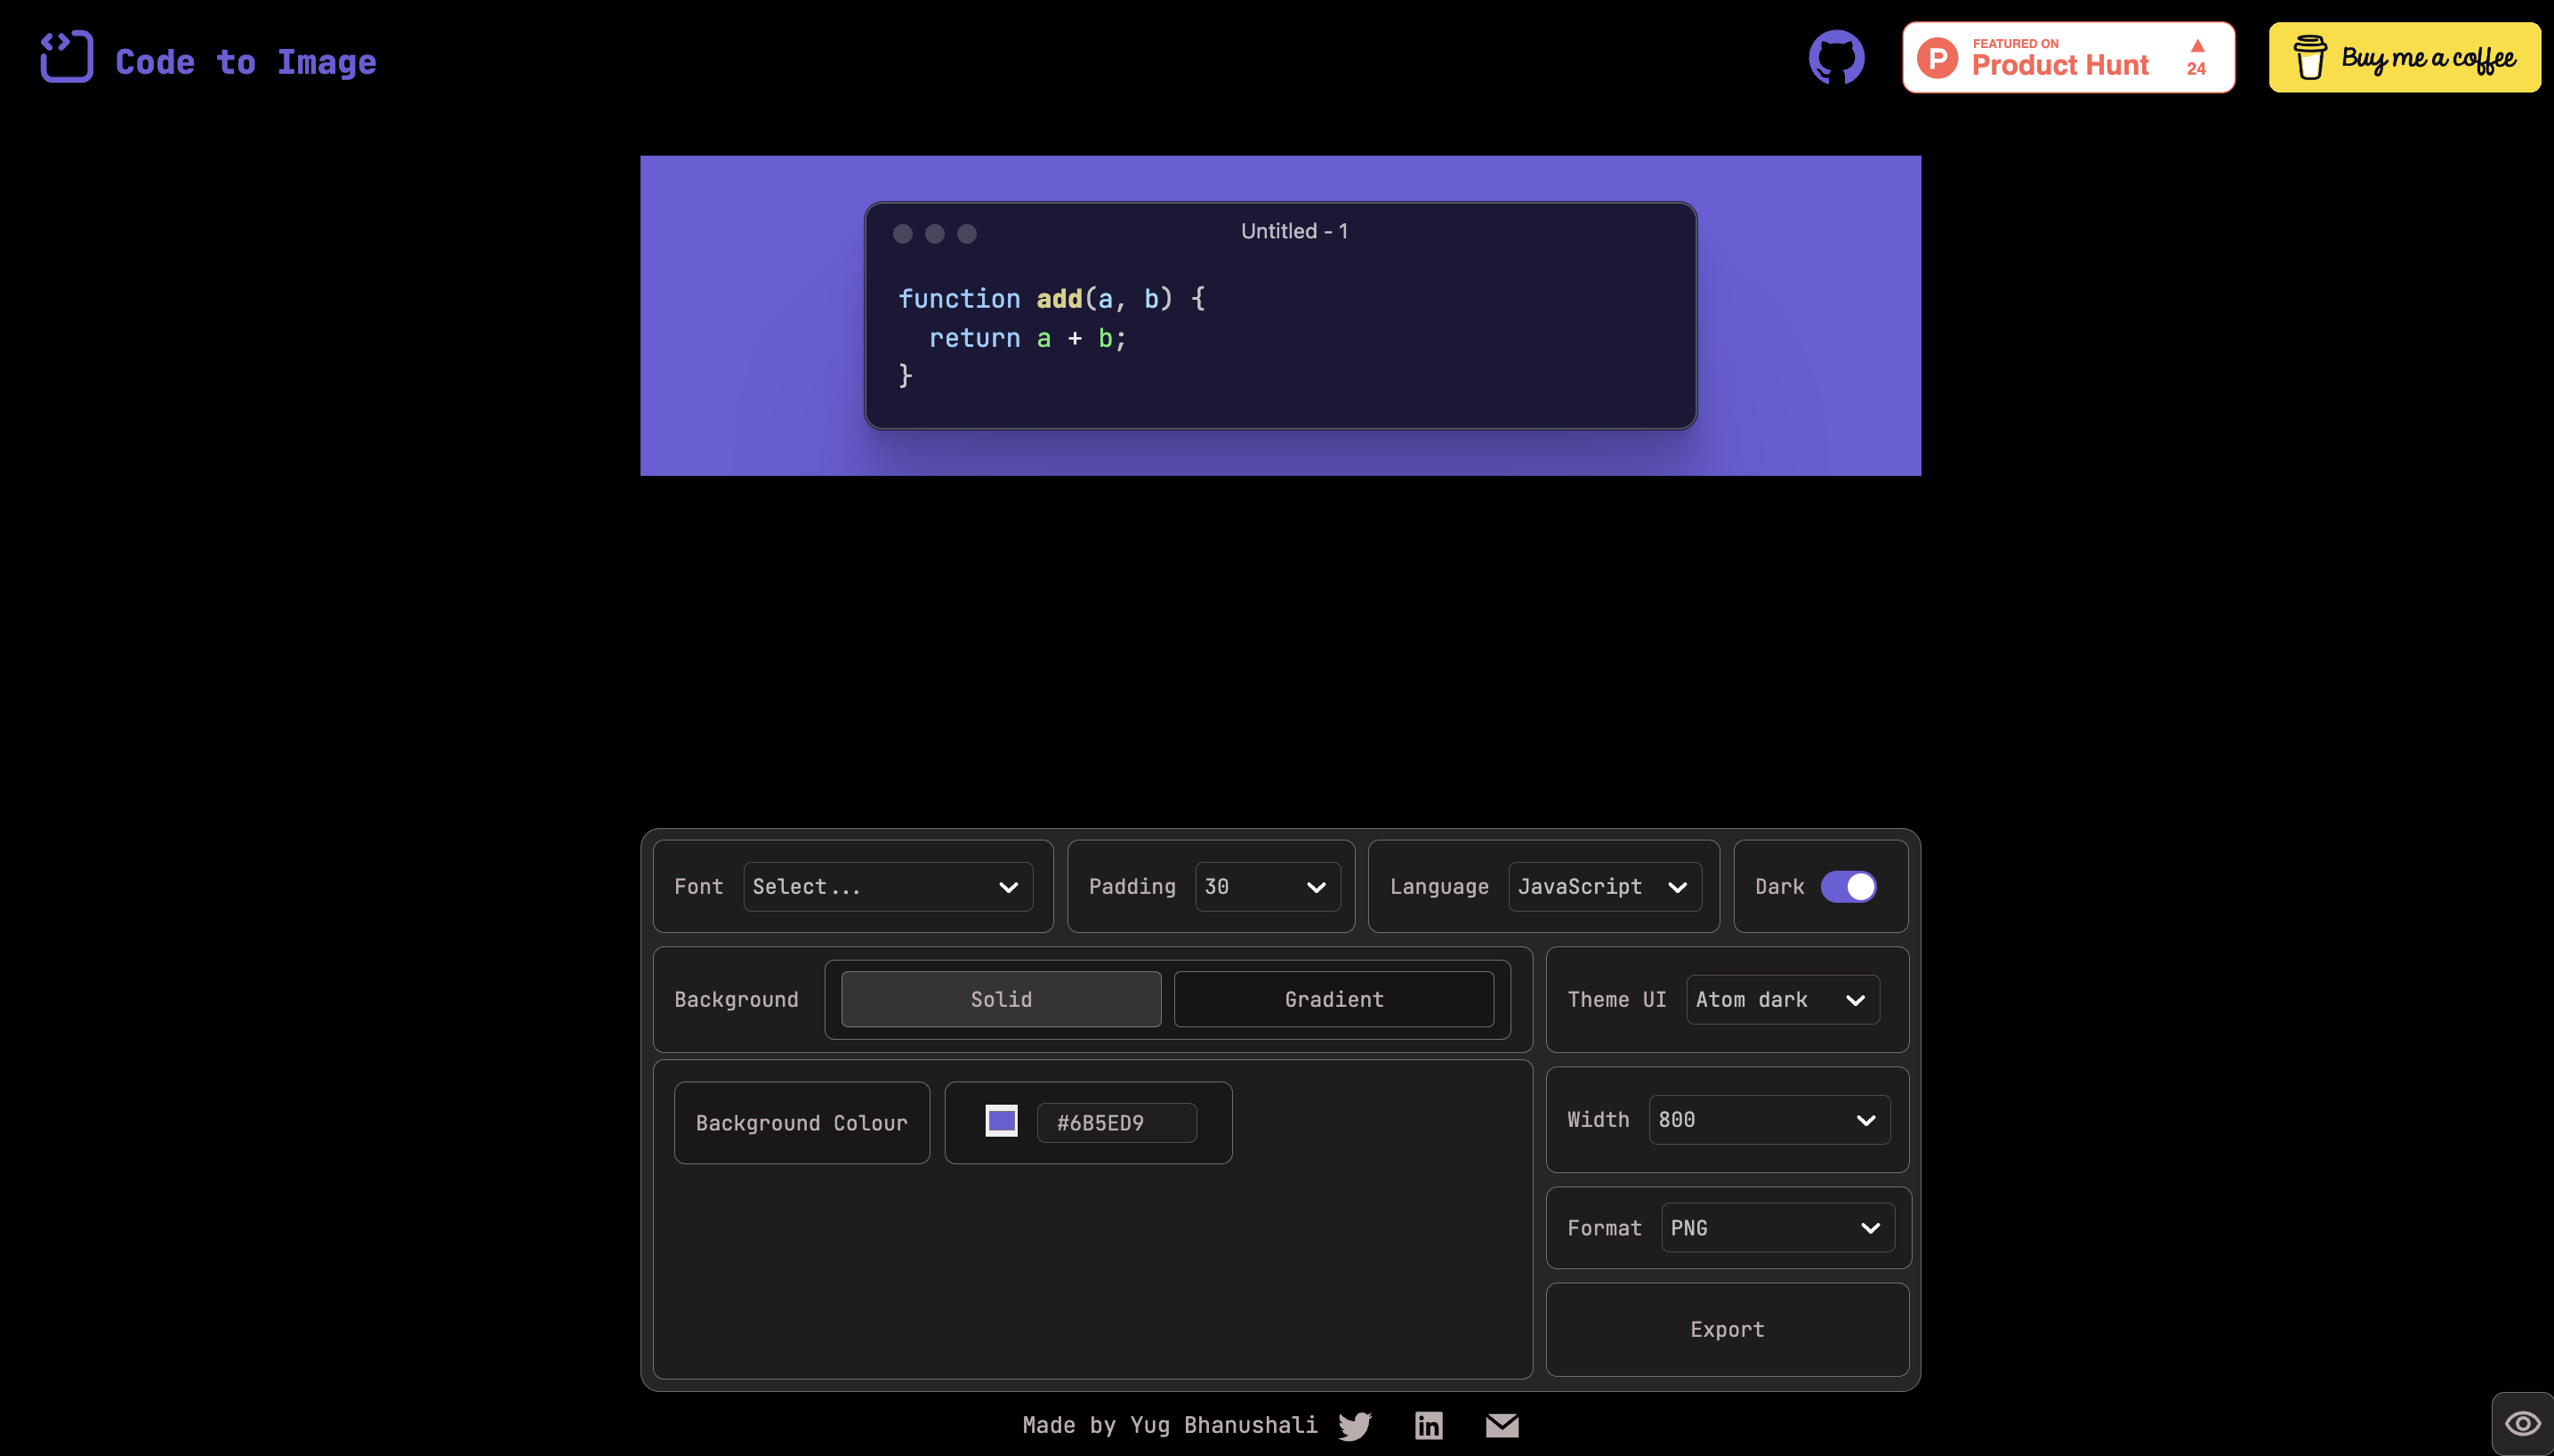 Code to Image
FEATURED ON
Product Hunt
24
Buy me a coffee
Untitled - 1
function add(a, b) {
  return a + b;
}
Font Select... Padding 30 Language JavaScript Dark
Background Solid Gradient Theme UI Atom dark
Background Colour #6B5ED9 Width 800
Format PNG
Export
Made by Yug Bhanushali